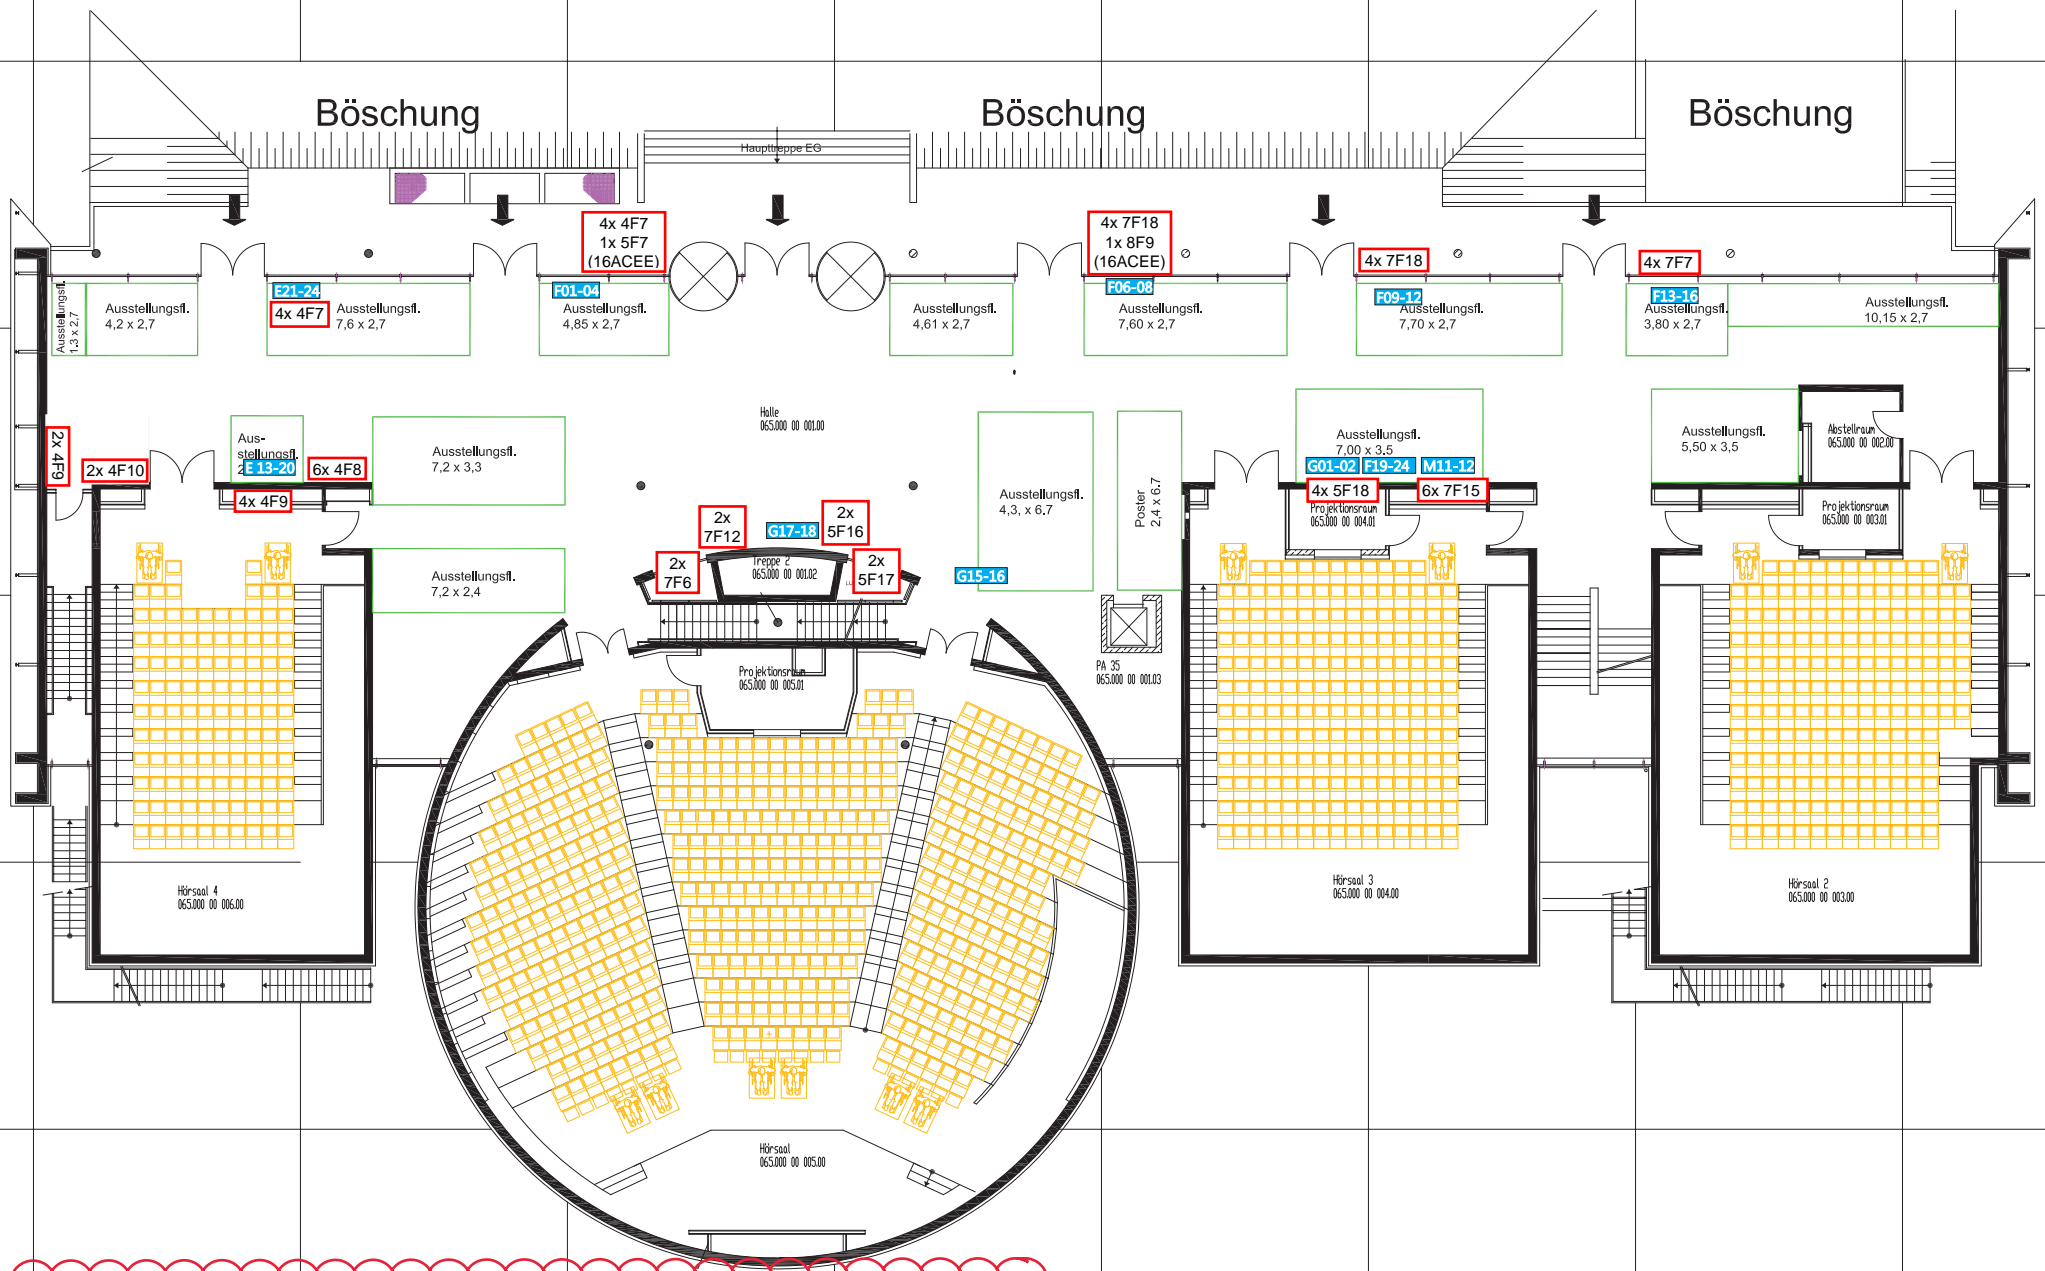 Böschung
Böschung
Böschung
Haupttreppe EG
4x 4F7
1x 5F7
(16ACEE)
4x 7F18
1x 8F9
(16ACEE)
4x 7F18
4x 7F7
E21-24
4x 4F7
F01-04
F06-08
F09-12
F13-16
Ausstellungsfl.
1.3 x 2,7
Ausstellungsfl.
4,2 x 2,7
Ausstellungsfl.
7,6 x 2,7
Ausstellungsfl.
4,85 x 2,7
Ausstellungsfl.
4,61 x 2,7
Ausstellungsfl.
7,60 x 2,7
Ausstellungsfl.
7,70 x 2,7
Ausstellungsfl.
3,80 x 2,7
Ausstellungsfl.
10,15 x 2,7
Halle
065.000 00 001.00
2x 4F9
2x 4F10
Aus-
stellungsfl.
E 13-20
6x 4F8
4x 4F9
Ausstellungsfl.
7,2 x 3,3
Ausstellungsfl.
7,2 x 2,4
2x
7F12
G17-18
2x
5F16
2x
7F6
2x
5F17
Treppe 2
065.000 00 001.02
Ausstellungsfl.
4,3, x 6,7
G15-16
Poster
2,4 x 6.7
Ausstellungsfl.
7,00 x 3.5
G01-02
F19-24
M11-12
4x 5F18
6x 7F15
Projektionsraum
065.000 00 004.01
Ausstellungsfl.
5,50 x 3,5
Abstellraum
065.000 00 002.00
Projektionsraum
065.000 00 003.01
PA 35
065.000 00 001.03
Projektionsraum
065.000 00 005.01
Hörsaal 4
065.000 00 006.00
Hörsaal 3
065.000 00 004.00
Hörsaal 2
065.000 00 003.00
Hörsaal
065.000 00 005.00